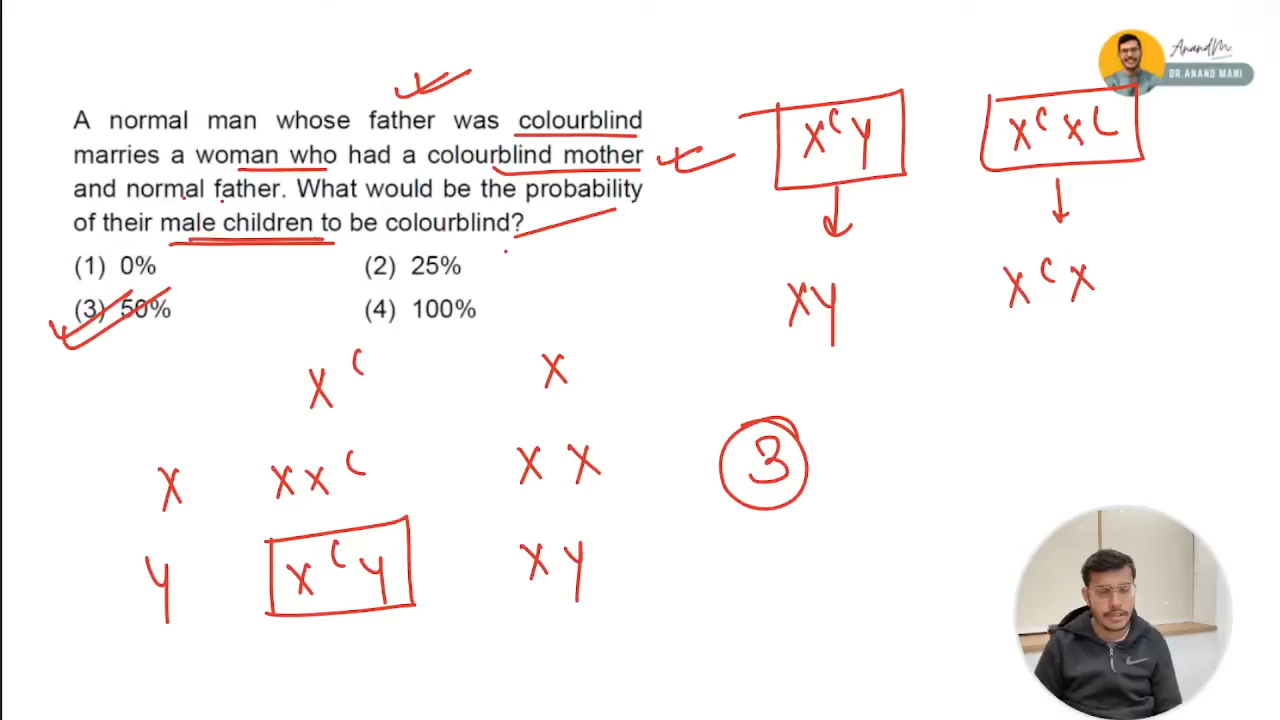 AnandM
DR.ANAND MANI
A normal man whose father was colourblind
marries a woman who had a colourblind mother
and normal father. What would be the probability
of their male children to be colourblind?
(1) 0% (2) 25%
(3) 50% (4) 100%
XᶜY XᶜXᶜ
XY XᶜX
Xᶜ X
X XXᶜ XX
3
Y XᶜY XY